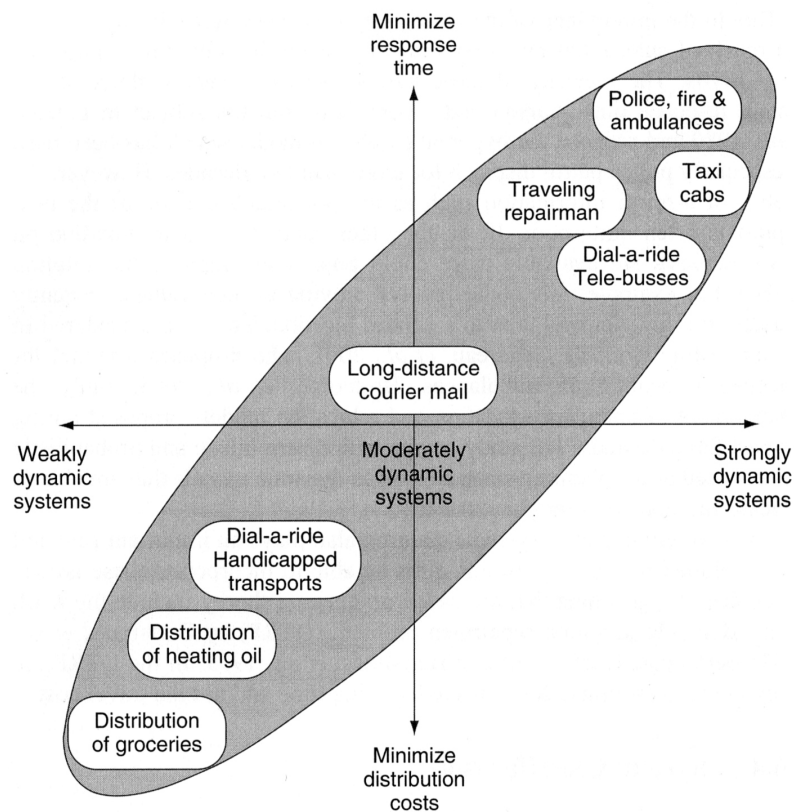 Minimize
response
time
Police, fire &
ambulances
Taxi
cabs
Traveling
repairman
Dial-a-ride
Tele-busses
Long-distance
courier mail
Weakly
dynamic
systems
Moderately
dynamic
systems
Strongly
dynamic
systems
Dial-a-ride
Handicapped
transports
Distribution
of heating oil
Distribution
of groceries
Minimize
distribution
costs